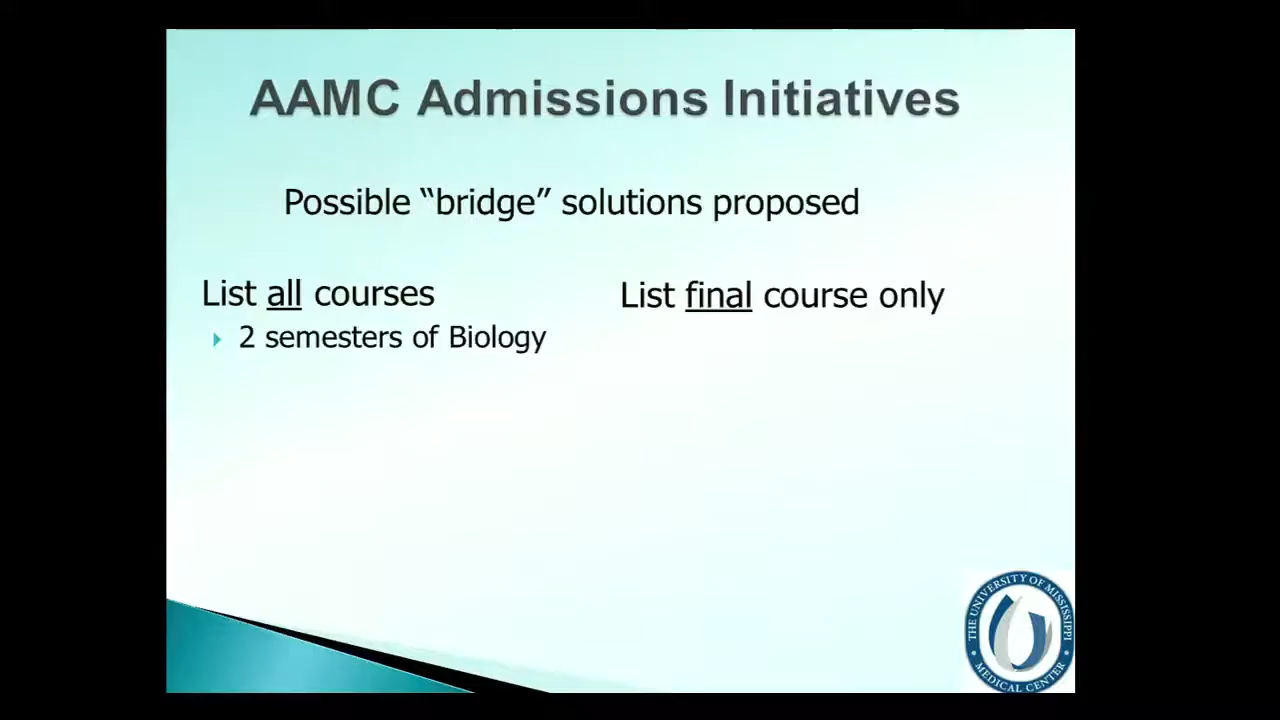 AAMC Admissions Initiatives
Possible “bridge” solutions proposed
List all courses
2 semesters of Biology
List final course only
THE UNIVERSITY OF MISSISSIPPI
MEDICAL CENTER